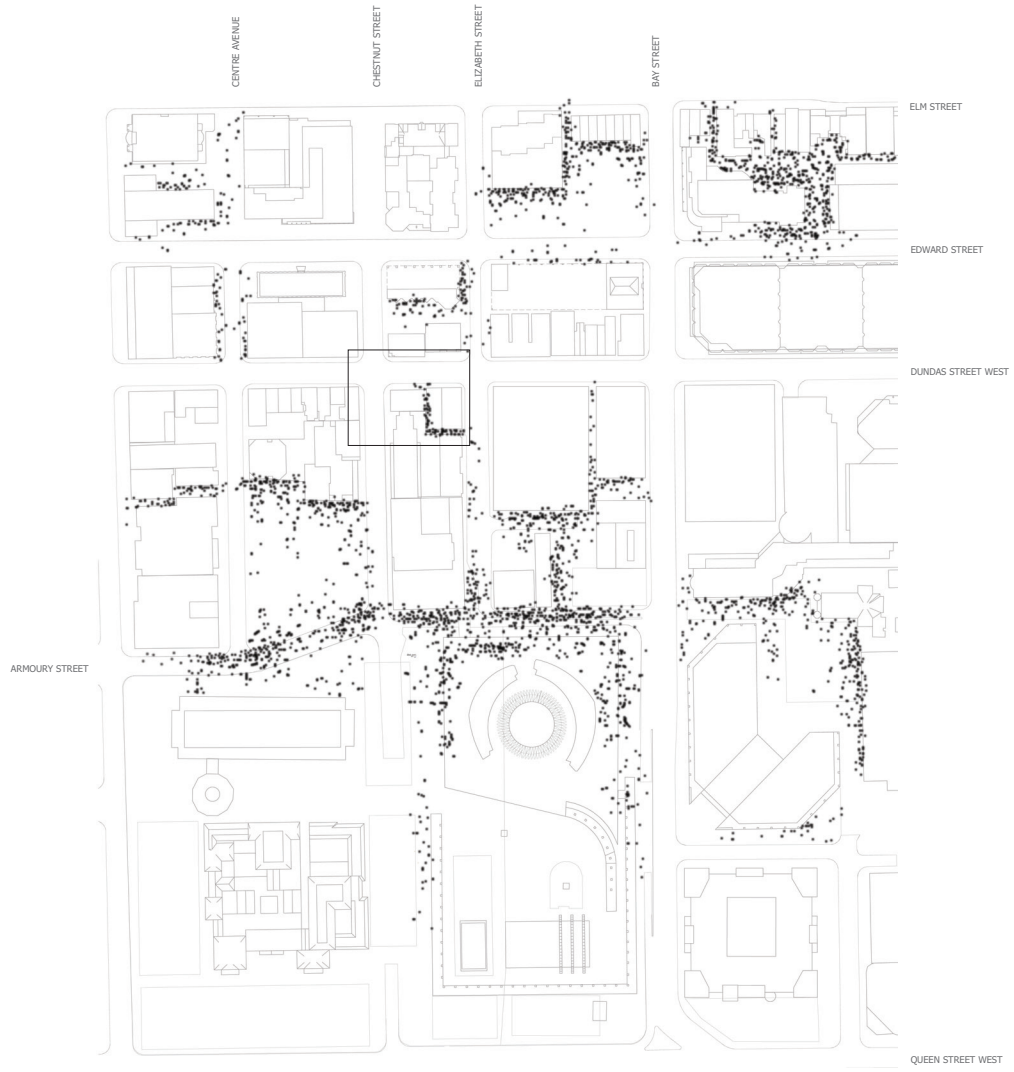 CENTRE AVENUE
CHESTNUT STREET
ELIZABETH STREET
BAY STREET
ELM STREET
EDWARD STREET
DUNDAS STREET WEST
ARMOURY STREET
QUEEN STREET WEST